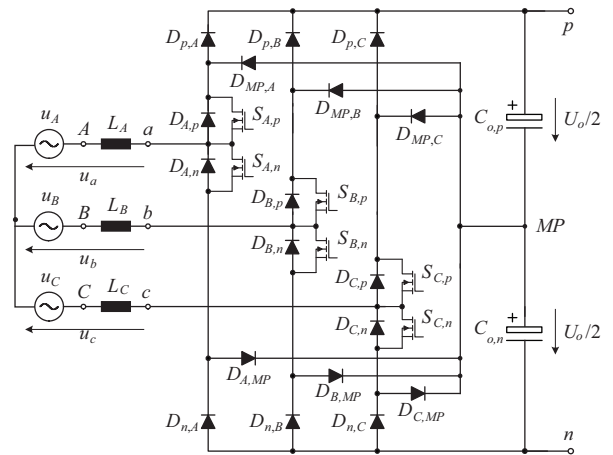 D_{p,A} D_{p,B} D_{p,C} p
D_{MP,A}
D_{MP,B}
D_{MP,C}
u_A A L_A a D_{A,p} S_{A,p} C_{o,p} + U_o/2
u_a D_{A,n} S_{A,n}
u_B B L_B b D_{B,p} S_{B,p}
u_b D_{B,n} S_{B,n} MP
u_C C L_C c D_{C,p} S_{C,p}
u_c D_{C,n} S_{C,n} C_{o,n} + U_o/2
D_{A,MP}
D_{B,MP}
D_{C,MP}
D_{n,A} D_{n,B} D_{n,C} n